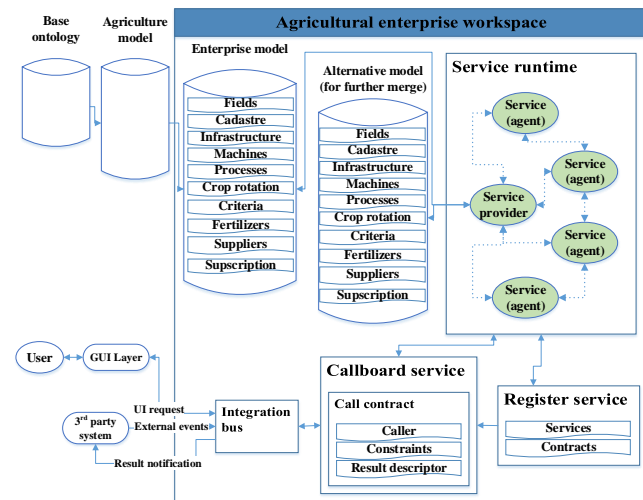 Agricultural enterprise workspace
Base
ontology
Agriculture
model
Enterprise model
Fields
Cadastre
Infrastructure
Machines
Processes
Crop rotation
Criteria
Fertilizers
Suppliers
Supscription
Alternative model
(for further merge)
Fields
Cadastre
Infrastructure
Machines
Processes
Crop rotation
Criteria
Fertilizers
Suppliers
Supscription
Service runtime
Service
(agent)
Service
(agent)
Service
provider
Service
(agent)
Service
(agent)
User
GUI Layer
3rd party
system
UI request
External events
Result notification
Integration
bus
Callboard service
Call contract
Caller
Constraints
Result descriptor
Register service
Services
Contracts